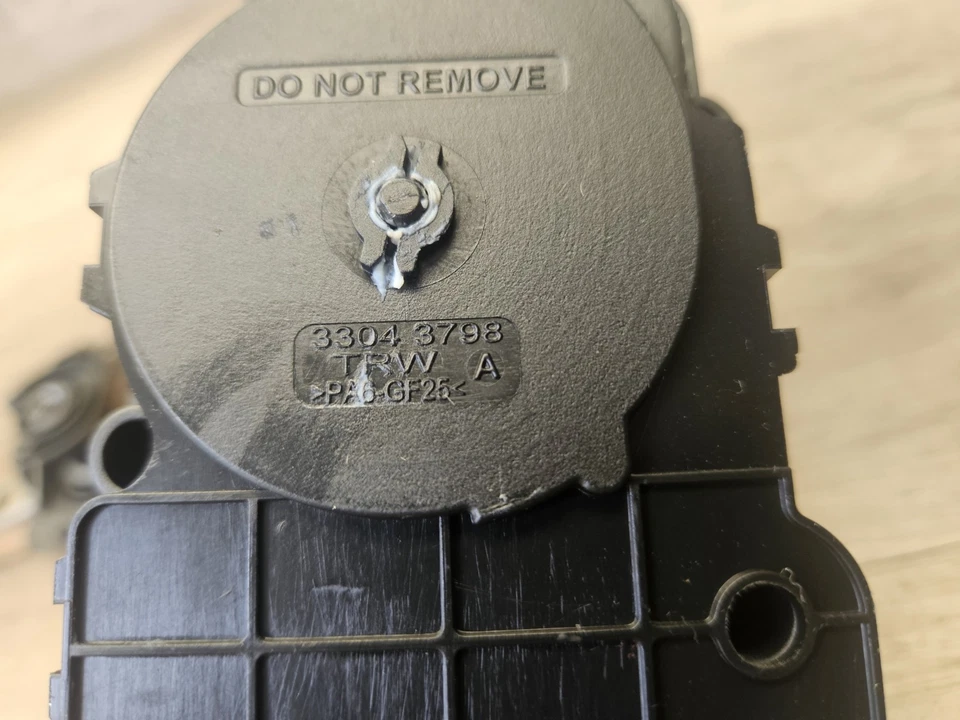 DO NOT REMOVE
3304 3798
TRW A
>PA6-GF25<